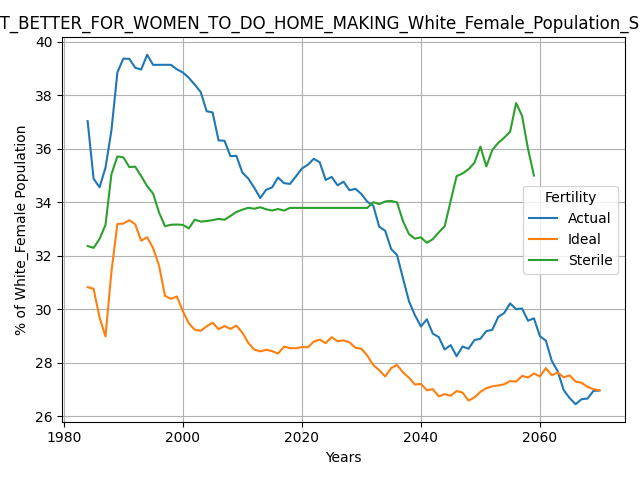 T_BETTER_FOR_WOMEN_TO_DO_HOME_MAKING_White_Female_Population_S
40
38
36
34
32
30
28
26
% of White_Female Population
1980
2000
2020
2040
2060
Years
Fertility
Actual
Ideal
Sterile